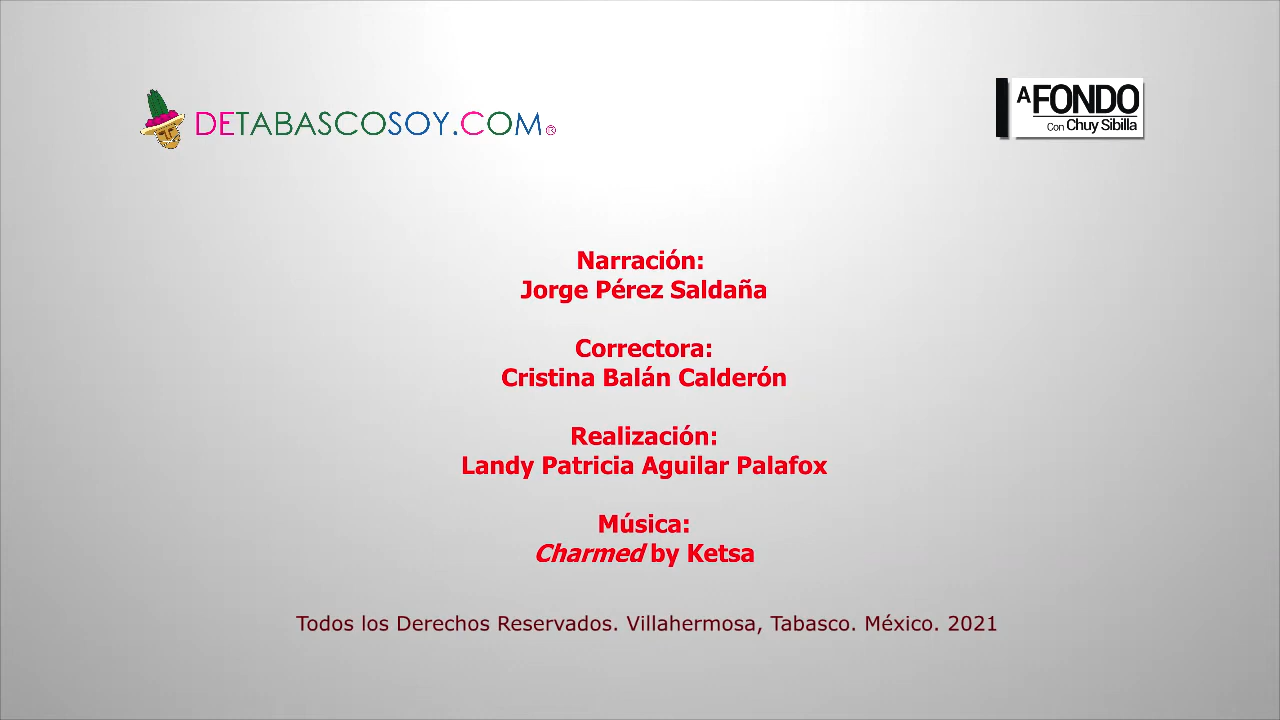 DETABASCOSOY.COM®
A FONDO
Con Chuy Sibilla
Narración:
Jorge Pérez Saldaña
Correctora:
Cristina Balán Calderón
Realización:
Landy Patricia Aguilar Palafox
Música:
Charmed by Ketsa
Todos los Derechos Reservados. Villahermosa, Tabasco. México. 2021